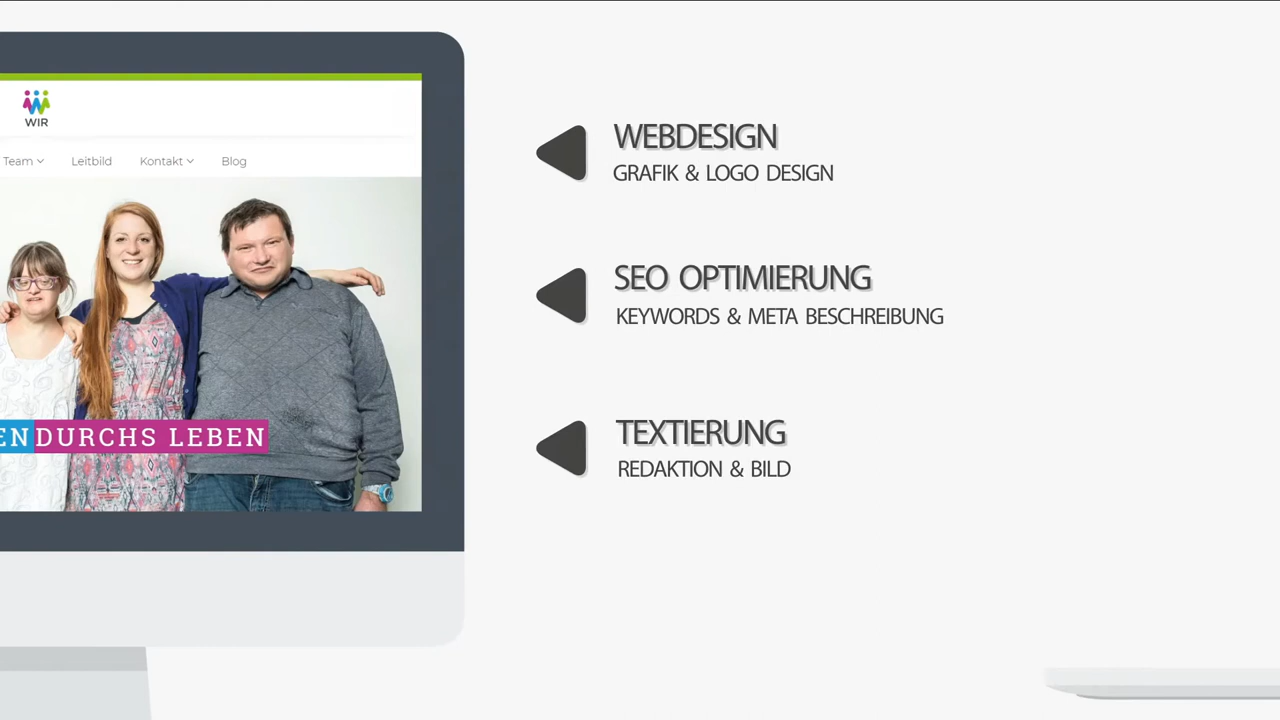 WIR
Team
Leitbild
Kontakt
Blog
EN DURCHS LEBEN
WEBDESIGN
GRAFIK & LOGO DESIGN
SEO OPTIMIERUNG
KEYWORDS & META BESCHREIBUNG
TEXTIERUNG
REDAKTION & BILD